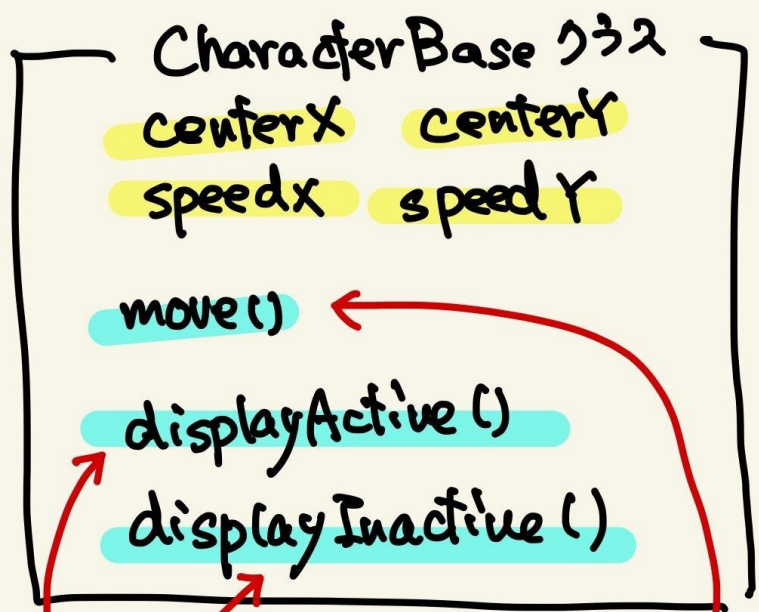 CharacterBase クラス
centerX centerY
speedX speedY
move()
displayActive()
displayInactive()